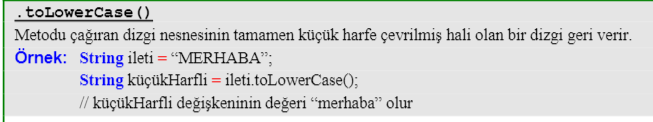 .toLowerCase()
Metodu çağıran dizgi nesnesinin tamamen küçük harfe çevrilmiş hali olan bir dizgi geri verir.
Örnek: String ileti = “MERHABA”;
String küçükHarfli = ileti.toLowerCase();
// küçükHarfli değişkeninin değeri “merhaba” olur